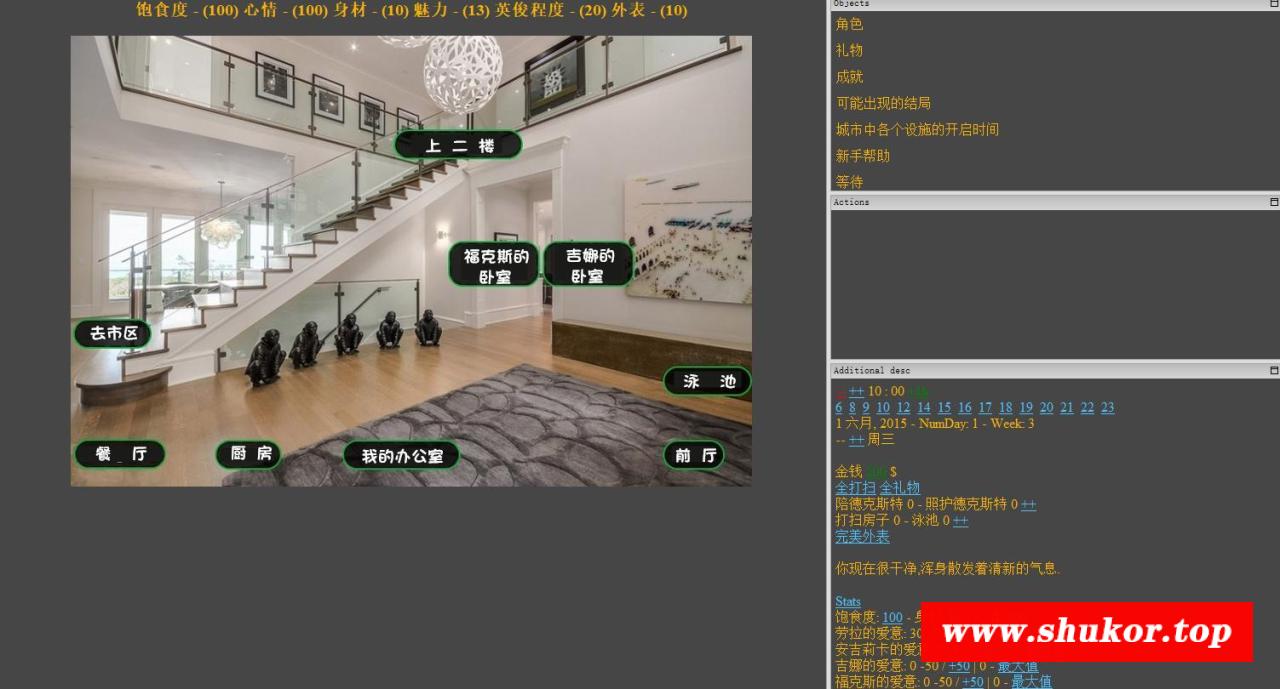 饱食度 - (100) 心情 - (100) 身材 - (10) 魅力 - (13) 英俊程度 - (20) 外表 - (10)
上二楼
福克斯的
卧室
吉娜的
卧室
去市区
泳池
餐厅
厨房
我的办公室
前厅
Objects
角色
礼物
成就
可能出现的结局
城市中各个设施的开启时间
新手帮助
等待
Actions
Additional desc
++ 10 : 00
6 8 9 10 12 14 15 16 17 18 19 20 21 22 23
1 六月, 2015 - NumDay: 1 - Week: 3
-- ++ 周三
金钱 $
全打扫 全礼物
陪德克斯特 0 - 照护德克斯特 0 ++
打扫房子 0 - 泳池 0 ++
完美外表
你现在很干净,浑身散发着清新的气息.
Stats
饱食度: 100 -
劳拉的爱意: 30
安吉莉卡的爱
吉娜的爱意: 0 -50 / +50 | 0 - 最大值
福克斯的爱意: 0 -50 / +50 | 0 - 最大值
www.shukor.top